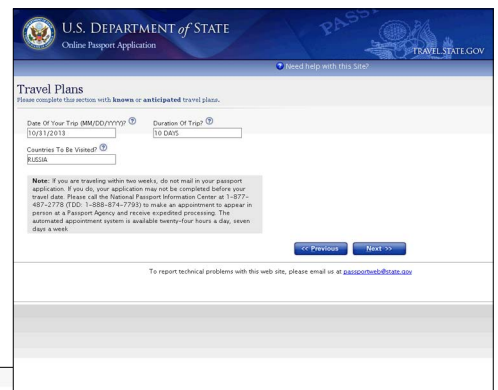 U.S. DEPARTMENT of STATE
PASSPORT
Online Passport Application
TRAVEL.STATE.GOV
Need help with this Site?
Travel Plans
Please complete this section with known or anticipated travel plans.
Date Of Your Trip (MM/DD/YYYY)? Duration Of Trip?
10/31/2013 10 DAYS
Countries To Be Visited?
RUSSIA
Note: If you are traveling within two weeks, do not mail in your passport
application. If you do, your application may not be completed before your
travel date. Please call the National Passport Information Center at 1-877-
487-2778 (TDD: 1-888-874-7793) to make an appointment to appear in
person at a Passport Agency and receive expedited processing. The
automated appointment system is available twenty-four hours a day, seven
days a week
<< Previous Next >>
To report technical problems with this web site, please email us at passportweb@state.gov